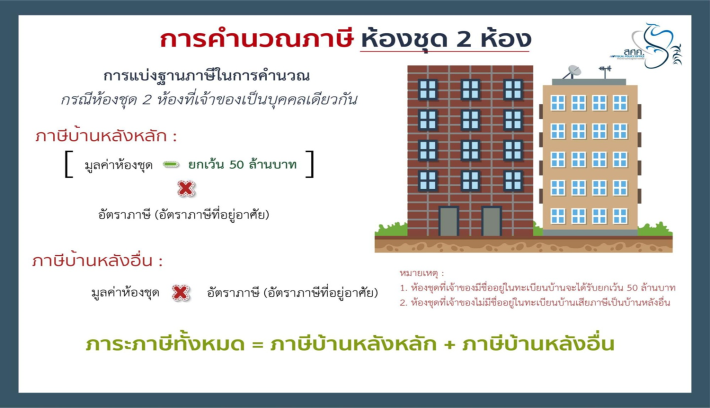 การคำนวณภาษี ห้องชุด 2 ห้อง
สศค.
การแบ่งฐานภาษีในการคำนวณ
กรณีห้องชุด 2 ห้องที่เจ้าของเป็นบุคคลเดียวกัน
ภาษีบ้านหลังหลัก :
[ มูลค่าห้องชุด - ยกเว้น 50 ล้านบาท ]
อัตราภาษี (อัตราภาษีที่อยู่อาศัย)
ภาษีบ้านหลังอื่น :
มูลค่าห้องชุด × อัตราภาษี (อัตราภาษีที่อยู่อาศัย)
หมายเหตุ :
1. ห้องชุดที่เจ้าของมีชื่ออยู่ในทะเบียนบ้านจะได้รับยกเว้น 50 ล้านบาท
2. ห้องชุดที่เจ้าของไม่มีชื่ออยู่ในทะเบียนบ้านเสียภาษีเป็นบ้านหลังอื่น
ภาระภาษีทั้งหมด = ภาษีบ้านหลังหลัก + ภาษีบ้านหลังอื่น